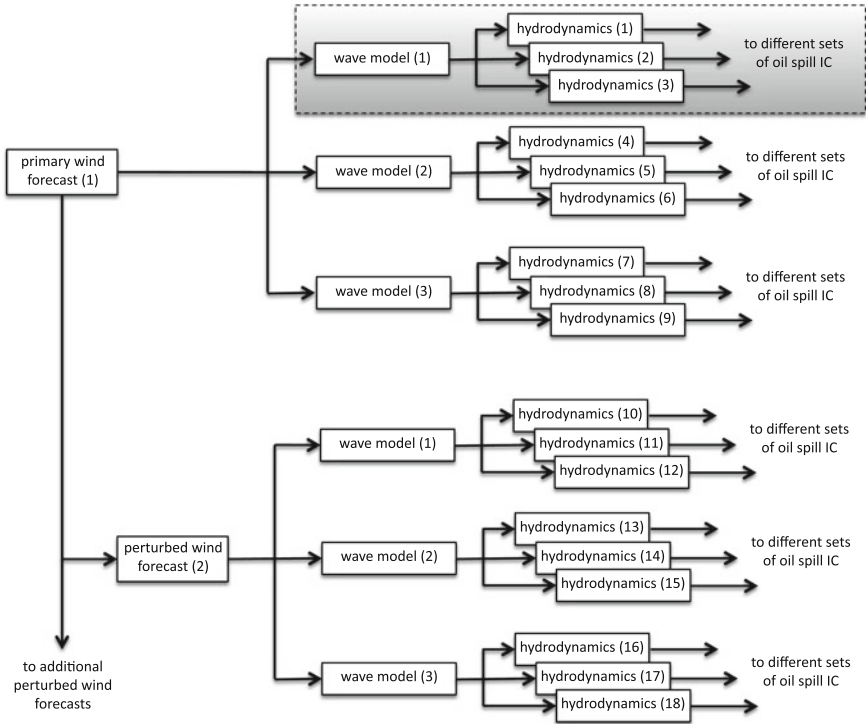 hydrodynamics (1)
wave model (1)
hydrodynamics (2)
hydrodynamics (3)
to different sets
of oil spill IC
primary wind
forecast (1)
hydrodynamics (4)
wave model (2)
hydrodynamics (5)
hydrodynamics (6)
to different sets
of oil spill IC
hydrodynamics (7)
wave model (3)
hydrodynamics (8)
hydrodynamics (9)
to different sets
of oil spill IC
hydrodynamics (10)
wave model (1)
hydrodynamics (11)
hydrodynamics (12)
to different sets
of oil spill IC
perturbed wind
forecast (2)
hydrodynamics (13)
wave model (2)
hydrodynamics (14)
hydrodynamics (15)
to different sets
of oil spill IC
hydrodynamics (16)
wave model (3)
hydrodynamics (17)
hydrodynamics (18)
to different sets
of oil spill IC
to additional
perturbed wind
forecasts